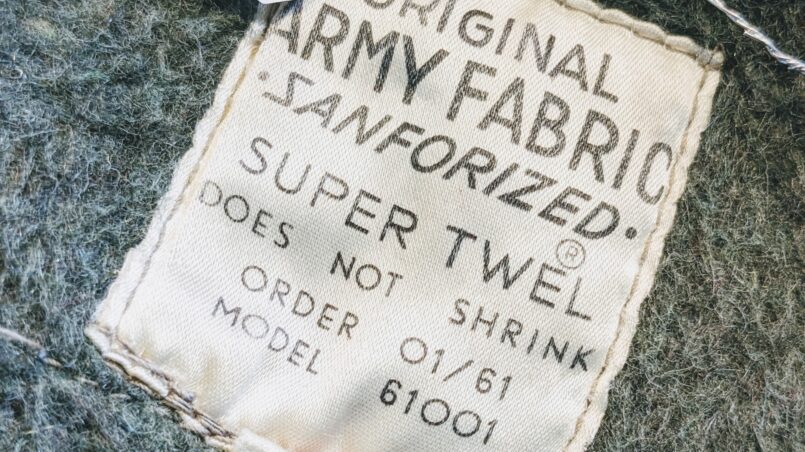 ORIGINAL
ARMY FABRIC
·SANFORIZED·
SUPER TWEL®
DOES NOT SHRINK
ORDER 01/61
MODEL 61001